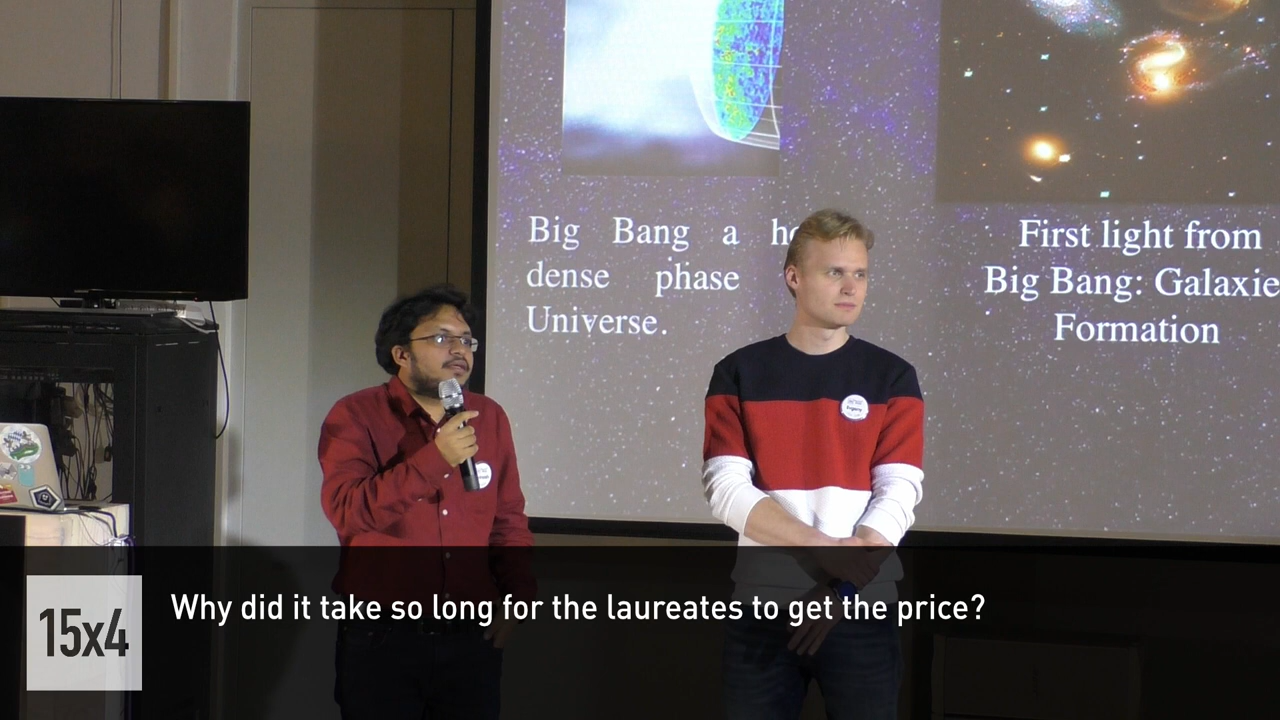 Big Bang a
dense phase
Universe.
First light from
Big Bang: Galaxie
Formation
Evgeny
15x4
Why did it take so long for the laureates to get the price?